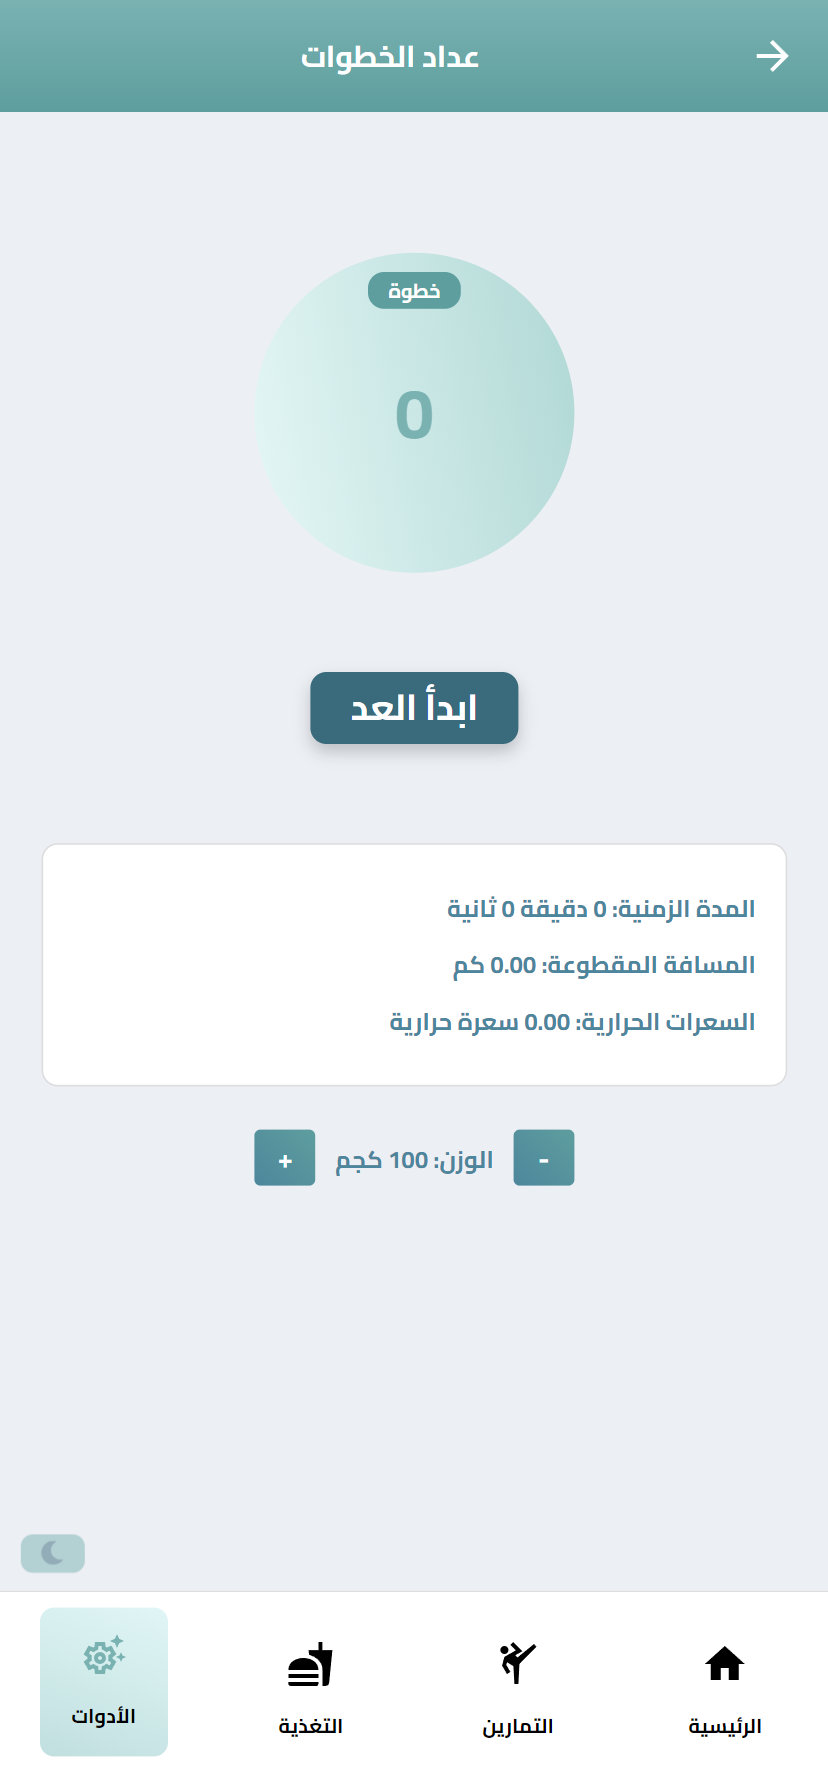 عداد الخطوات
خطوة
0
ابدأ العد
المدة الزمنية: 0 دقيقة 0 ثانية
المسافة المقطوعة: 0.00 كم
السعرات الحرارية: 0.00 سعرة حرارية
- الوزن: 100 كجم +
الرئيسية
التمارين
التغذية
الأدوات